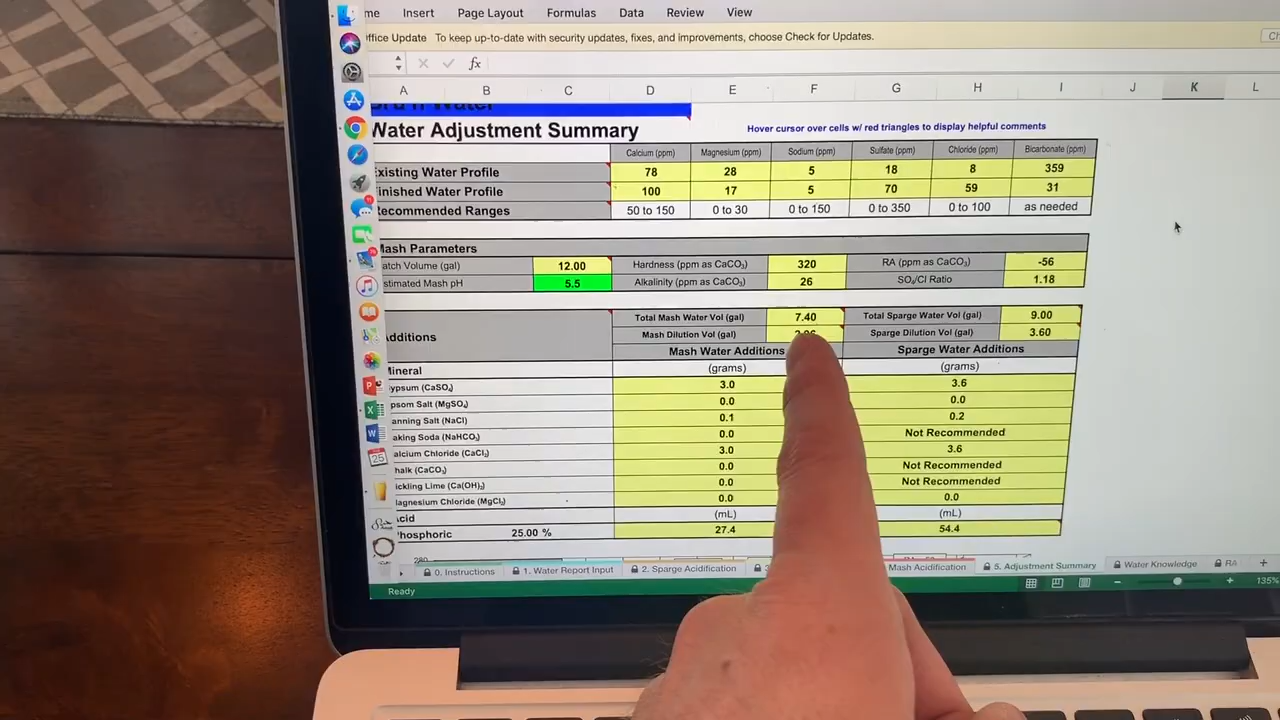 me Insert Page Layout Formulas Data Review View
ffice Update To keep up-to-date with security updates, fixes, and improvements, choose Check for Updates. Ch
fx
A B C D E F G H I J K L
Bru'n Water
Water Adjustment Summary Hover cursor over cells w/ red triangles to display helpful comments
Calcium (ppm) Magnesium (ppm) Sodium (ppm) Sulfate (ppm) Chloride (ppm) Bicarbonate (ppm)
Existing Water Profile 78 28 5 18 8 359
Finished Water Profile 100 17 5 70 59 31
Recommended Ranges 50 to 150 0 to 30 0 to 150 0 to 350 0 to 100 as needed
Mash Parameters
atch Volume (gal) 12.00 Hardness (ppm as CaCO3) 320 RA (ppm as CaCO3) -56
stimated Mash pH 5.5 Alkalinity (ppm as CaCO3) 26 SO4/Cl Ratio 1.18
Total Mash Water Vol (gal) 7.40 Total Sparge Water Vol (gal) 9.00
dditions Mash Dilution Vol (gal) Sparge Dilution Vol (gal) 3.60
Mash Water Additions Sparge Water Additions
Mineral (grams) (grams)
ypsum (CaSO4) 3.0 3.6
psom Salt (MgSO4) 0.0 0.0
anning Salt (NaCl) 0.1 0.2
aking Soda (NaHCO3) 0.0 Not Recommended
alcium Chloride (CaCl2) 3.0 3.6
halk (CaCO3) 0.0 Not Recommended
ickling Lime (Ca(OH)2) 0.0 Not Recommended
Magnesium Chloride (MgCl2) 0.0 0.0
cid (mL) (mL)
hosphoric 25.00 % 27.4 54.4
280
0. Instructions 1. Water Report Input 2. Sparge Acidification 3 Mash Acidification 5. Adjustment Summary Water Knowledge RA +
Ready 135%